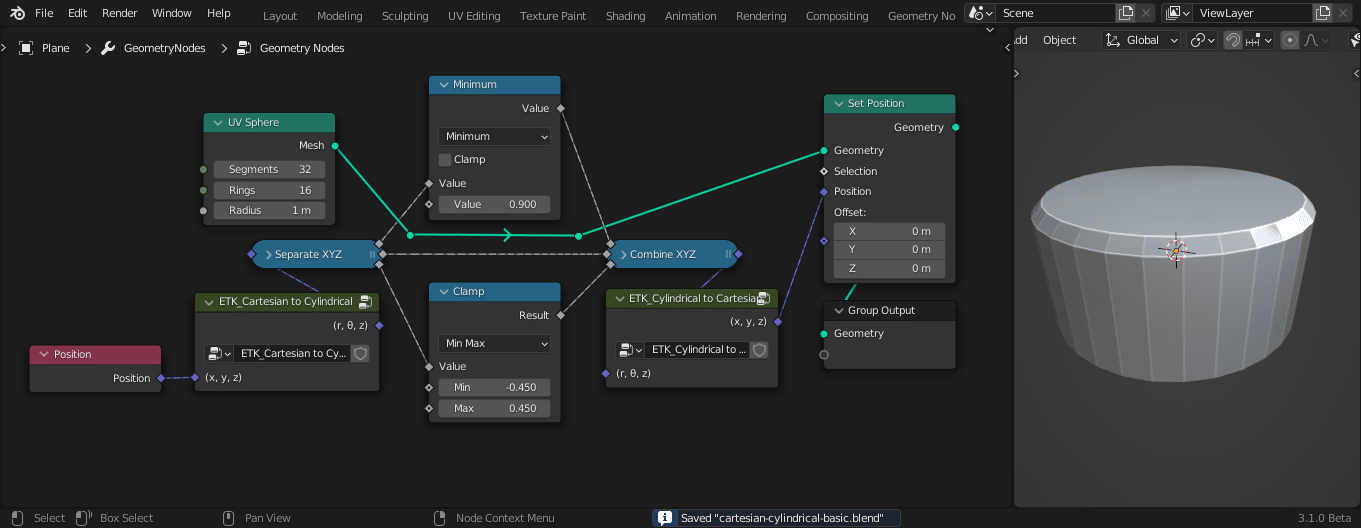 File Edit Render Window Help Layout Modeling Sculpting UV Editing Texture Paint Shading Animation Rendering Compositing Geometry No Scene ViewLayer
Plane GeometryNodes Geometry Nodes
dd Object Global
Minimum
Value
Minimum
Clamp
Value
Value 0.900
UV Sphere
Mesh
Segments 32
Rings 16
Radius 1 m
Set Position
Geometry
Geometry
Selection
Position
Offset:
X 0 m
Y 0 m
Z 0 m
Separate XYZ
Combine XYZ
ETK_Cartesian to Cylindrical
(r, θ, z)
ETK_Cartesian to Cy...
(x, y, z)
Clamp
Result
Min Max
Value
Min -0.450
Max 0.450
ETK_Cylindrical to Cartesia
(x, y, z)
ETK_Cylindrical to ...
(r, θ, z)
Group Output
Geometry
Position
Position
Select Box Select Pan View Node Context Menu Saved "cartesian-cylindrical-basic.blend" 3.1.0 Beta